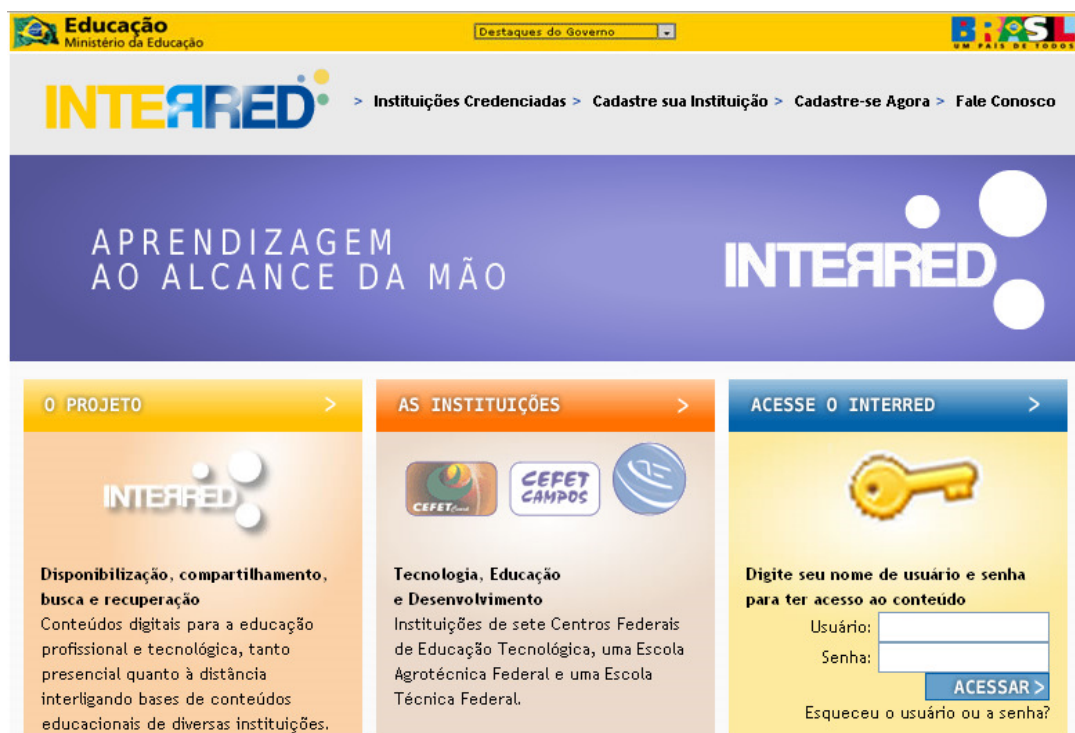 Educação
Ministério da Educação
Destaques do Governo
BRASIL
UM PAÍS DE TODOS
INTERRED
> Instituições Credenciadas > Cadastre sua Instituição > Cadastre-se Agora > Fale Conosco
APRENDIZAGEM
AO ALCANCE DA MÃO
INTERRED
O PROJETO >
INTERRED
Disponibilização, compartilhamento,
busca e recuperação
Conteúdos digitais para a educação
profissional e tecnológica, tanto
presencial quanto à distância
interligando bases de conteúdos
educacionais de diversas instituições.
AS INSTITUIÇÕES >
CEFET
CEFET
CAMPOS
Tecnologia, Educação
e Desenvolvimento
Instituições de sete Centros Federais
de Educação Tecnológica, uma Escola
Agrotécnica Federal e uma Escola
Técnica Federal.
ACESSE O INTERRED >
Digite seu nome de usuário e senha
para ter acesso ao conteúdo
Usuário:
Senha:
ACESSAR >
Esqueceu o usuário ou a senha?